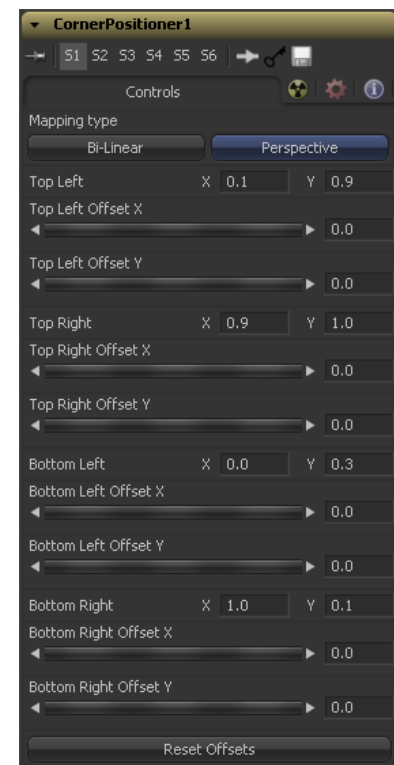 CornerPositioner1
S1 S2 S3 S4 S5 S6
Controls
Mapping type
Bi-Linear Perspective
Top Left X 0.1 Y 0.9
Top Left Offset X
0.0
Top Left Offset Y
0.0
Top Right X 0.9 Y 1.0
Top Right Offset X
0.0
Top Right Offset Y
0.0
Bottom Left X 0.0 Y 0.3
Bottom Left Offset X
0.0
Bottom Left Offset Y
0.0
Bottom Right X 1.0 Y 0.1
Bottom Right Offset X
0.0
Bottom Right Offset Y
0.0
Reset Offsets